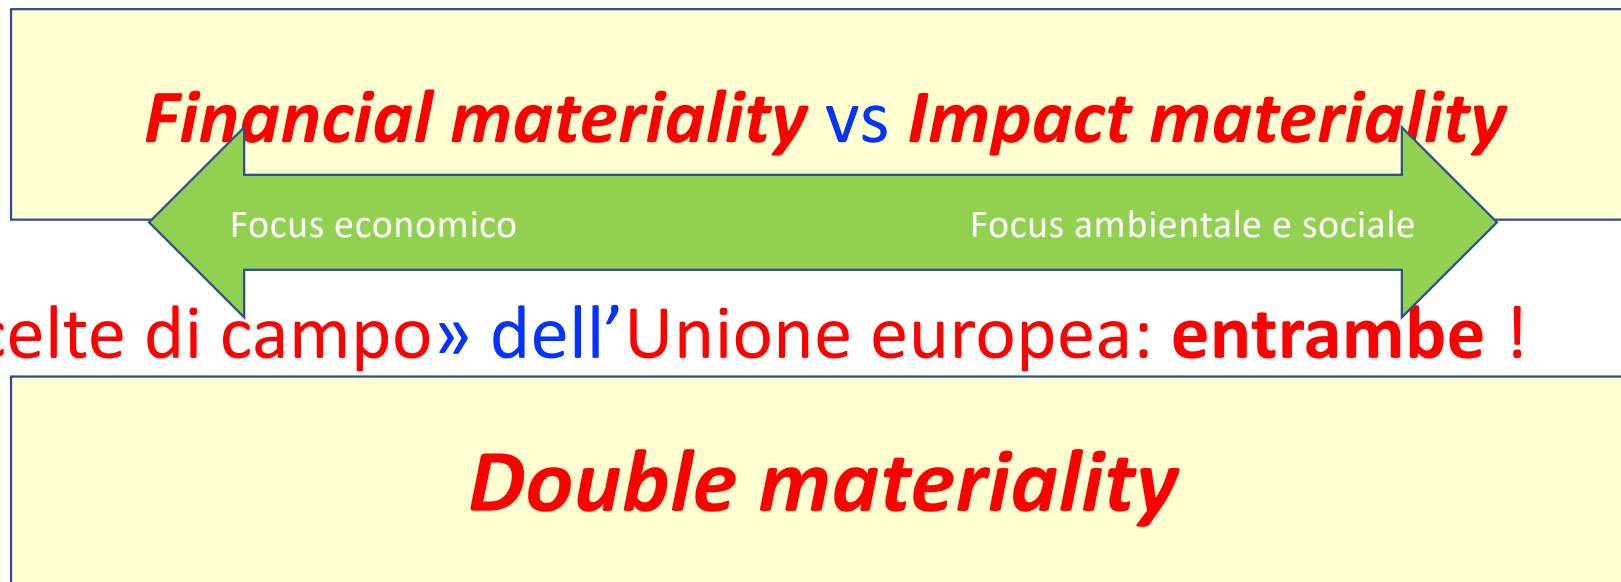 Financial materiality vs Impact materiality
Focus economico
Focus ambientale e sociale
celte di campo» dell’Unione europea: entrambe !
Double materiality